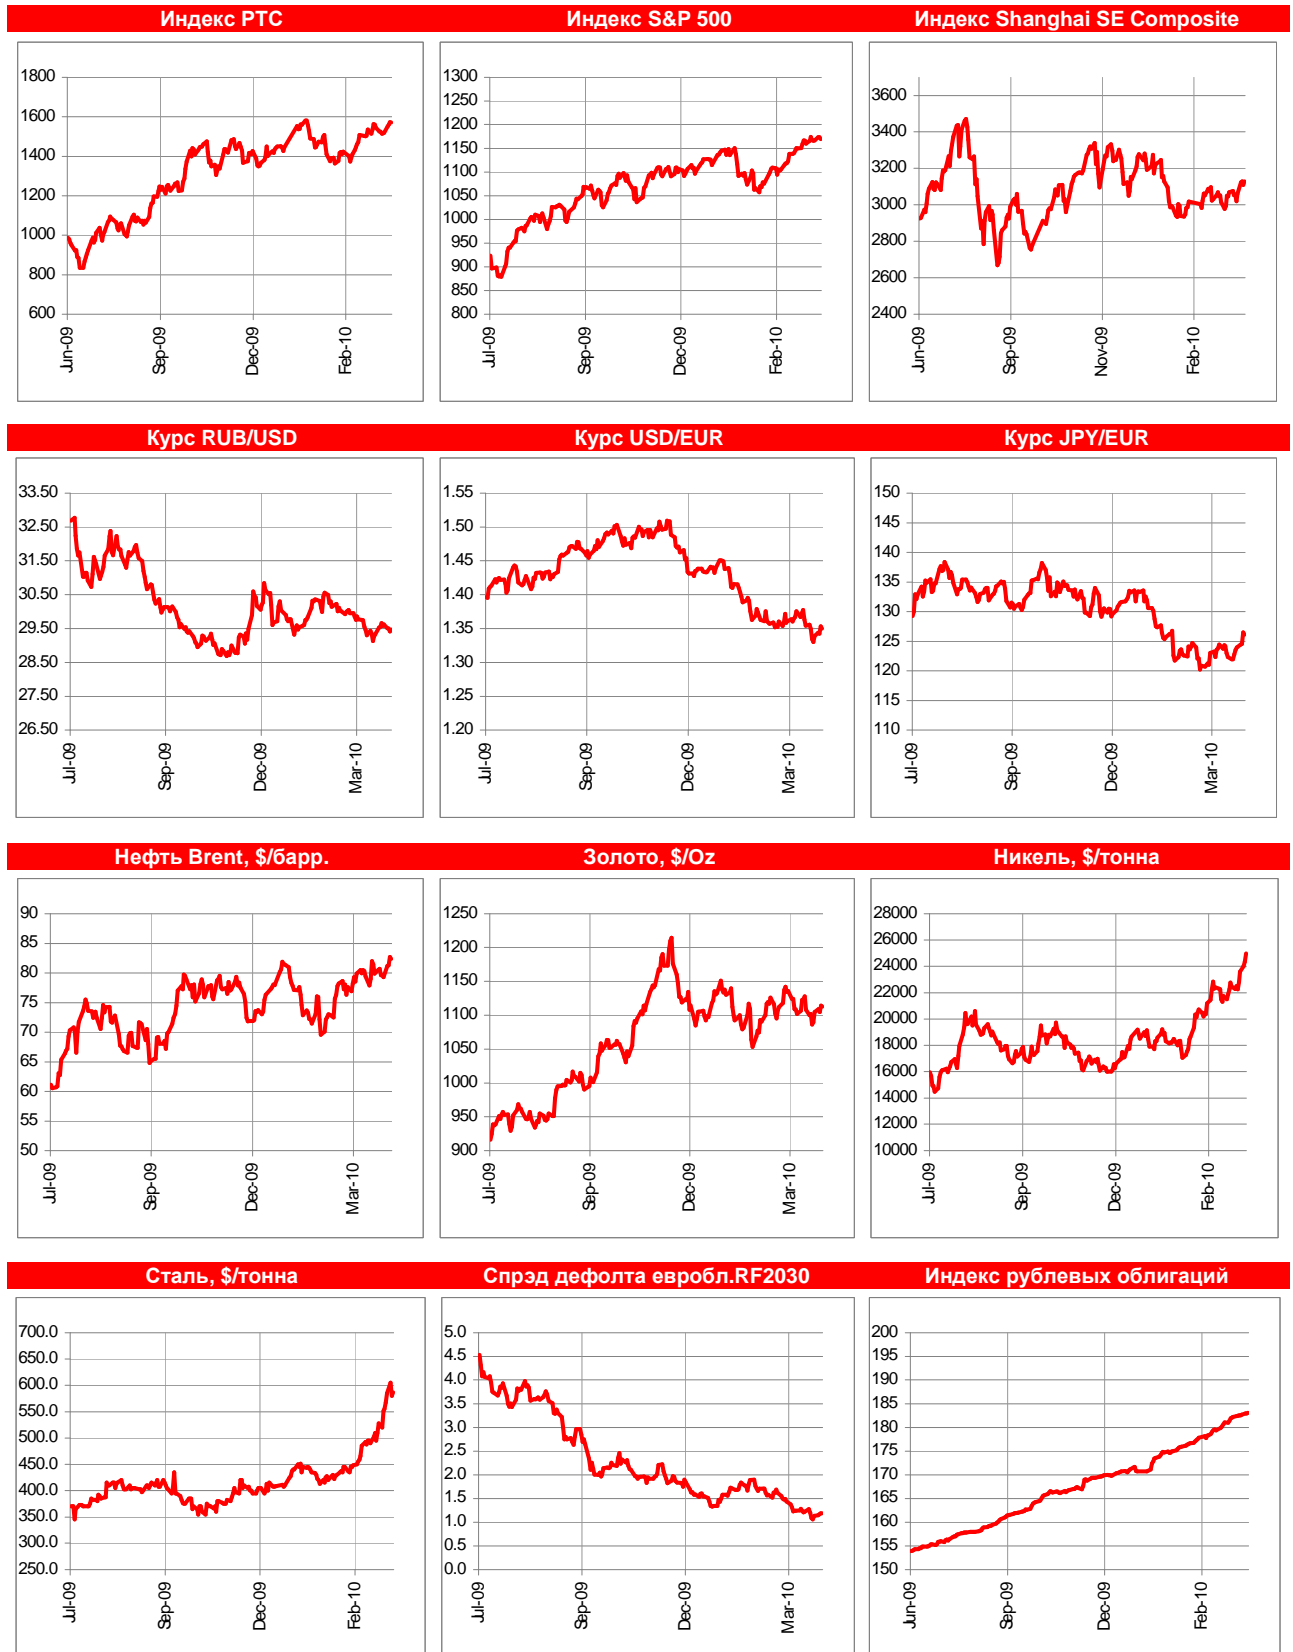 Индекс РТС
Индекс S&P 500
Индекс Shanghai SE Composite
1800
1600
1400
1200
1000
800
600
Jun-09
Sep-09
Dec-09
Feb-10
1300
1250
1200
1150
1100
1050
1000
950
900
850
800
Jul-09
Sep-09
Dec-09
Feb-10
3600
3400
3200
3000
2800
2600
2400
Jun-09
Sep-09
Nov-09
Feb-10
Курс RUB/USD
Курс USD/EUR
Курс JPY/EUR
33.50
32.50
31.50
30.50
29.50
28.50
27.50
26.50
Jul-09
Sep-09
Dec-09
Mar-10
1.55
1.50
1.45
1.40
1.35
1.30
1.25
1.20
Jul-09
Sep-09
Dec-09
Mar-10
150
145
140
135
130
125
120
115
110
Jul-09
Sep-09
Dec-09
Mar-10
Нефть Brent, $/барр.
Золото, $/Oz
Никель, $/тонна
90
85
80
75
70
65
60
55
50
Jul-09
Sep-09
Dec-09
Mar-10
1250
1200
1150
1100
1050
1000
950
900
Jul-09
Sep-09
Dec-09
Mar-10
28000
26000
24000
22000
20000
18000
16000
14000
12000
10000
Jul-09
Sep-09
Dec-09
Feb-10
Сталь, $/тонна
Спрэд дефолта евробл.RF2030
Индекс рублевых облигаций
700.0
650.0
600.0
550.0
500.0
450.0
400.0
350.0
300.0
250.0
Jul-09
Sep-09
Dec-09
Feb-10
5.0
4.5
4.0
3.5
3.0
2.5
2.0
1.5
1.0
0.5
0.0
Jul-09
Sep-09
Dec-09
Mar-10
200
195
190
185
180
175
170
165
160
155
150
Jun-09
Sep-09
Dec-09
Feb-10